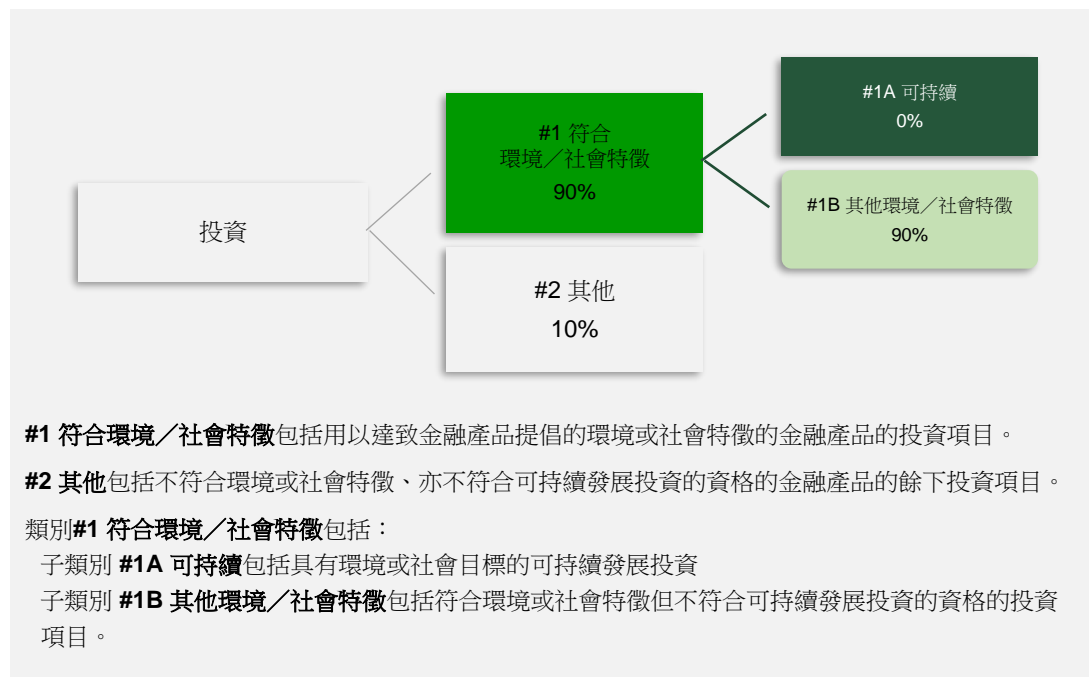 投資
#1 符合
環境／社會特徵
90%
#2 其他
10%
#1A 可持續
0%
#1B 其他環境／社會特徵
90%
#1 符合環境／社會特徵包括用以達致金融產品提倡的環境或社會特徵的金融產品的投資項目。
#2 其他包括不符合環境或社會特徵、亦不符合可持續發展投資的資格的金融產品的餘下投資項目。
類別#1 符合環境／社會特徵包括：
子類別 #1A 可持續包括具有環境或社會目標的可持續發展投資
子類別 #1B 其他環境／社會特徵包括符合環境或社會特徵但不符合可持續發展投資的資格的投資
項目。